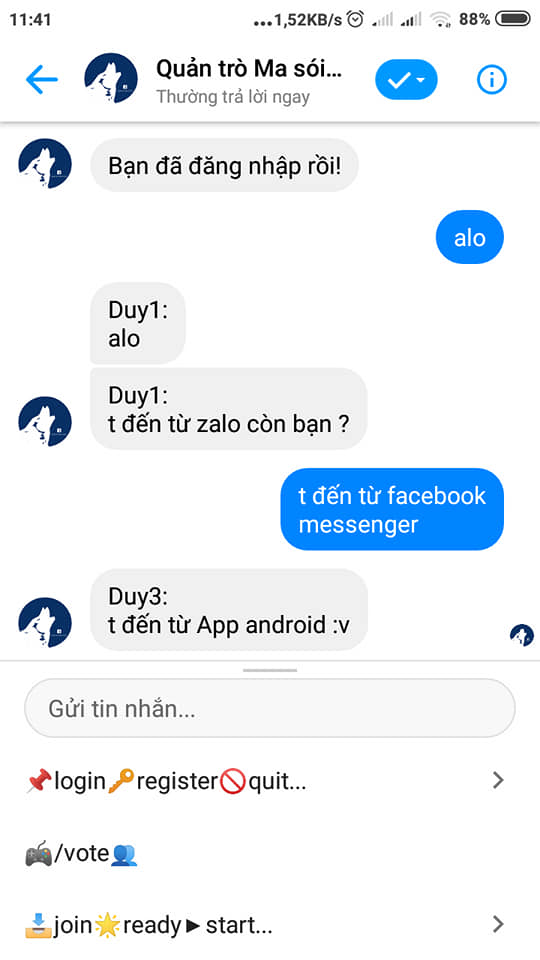 11:41
...1,52KB/s
88%
Quản trò Ma sói...
Thường trả lời ngay
Bạn đã đăng nhập rồi!
alo
Duy1:
alo
Duy1:
t đến từ zalo còn bạn ?
t đến từ facebook
messenger
Duy3:
t đến từ App android :v
Gửi tin nhắn...
📌login🔑register🚫quit...
🎮/vote👥
📥join🌟ready►start...